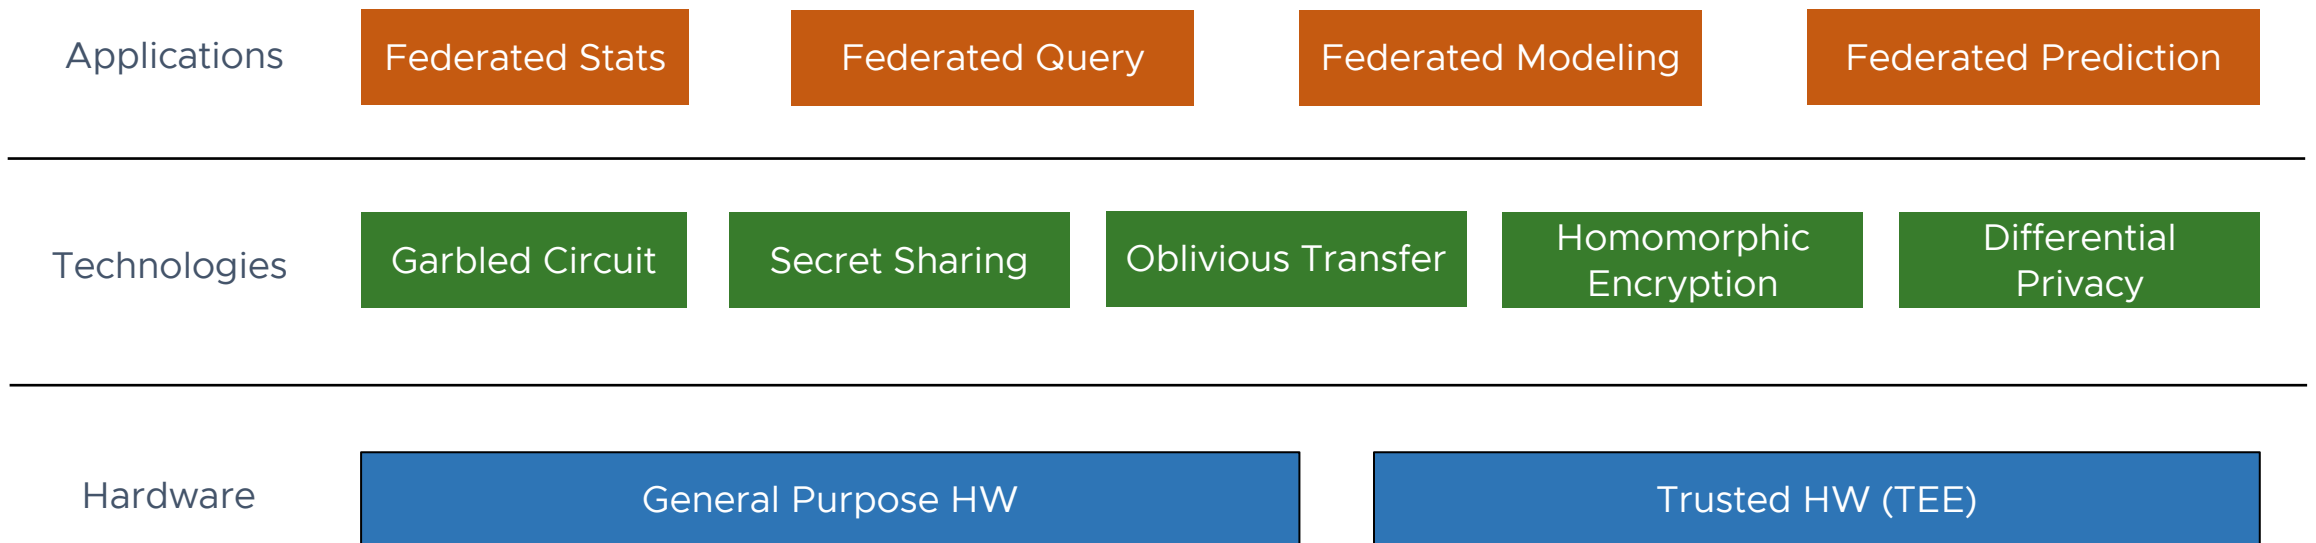 Applications
Federated Stats
Federated Query
Federated Modeling
Federated Prediction
Technologies
Garbled Circuit
Secret Sharing
Oblivious Transfer
Homomorphic
Encryption
Differential
Privacy
Hardware
General Purpose HW
Trusted HW (TEE)